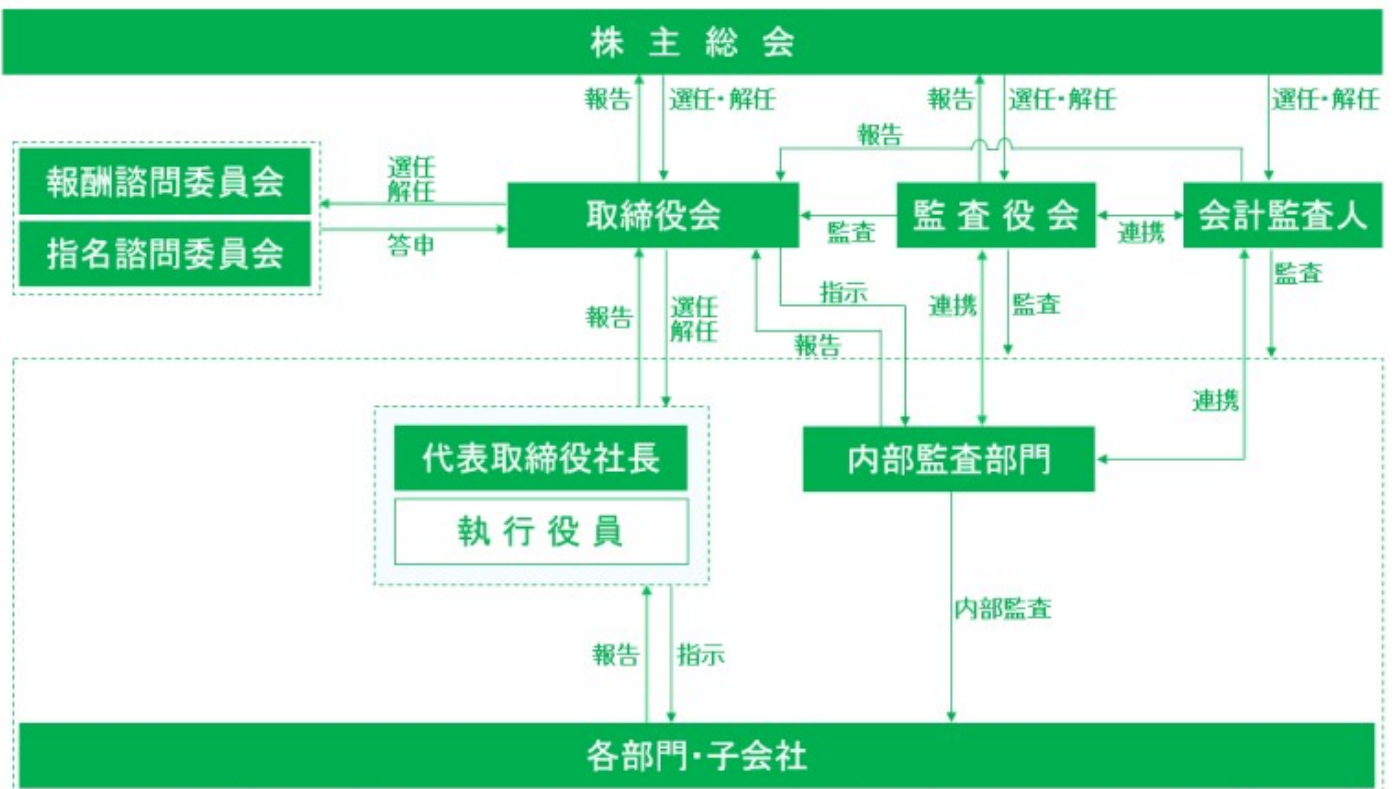 株主総会
報告
選任・解任
報告
選任・解任
選任・解任
報告
報酬諮問委員会
指名諮問委員会
選任
解任
答申
取締役会
監査
監査役会
連携
会計監査人
報告
選任
解任
指示
報告
連携
監査
監査
連携
代表取締役社長
執行役員
内部監査部門
内部監査
報告
指示
各部門・子会社